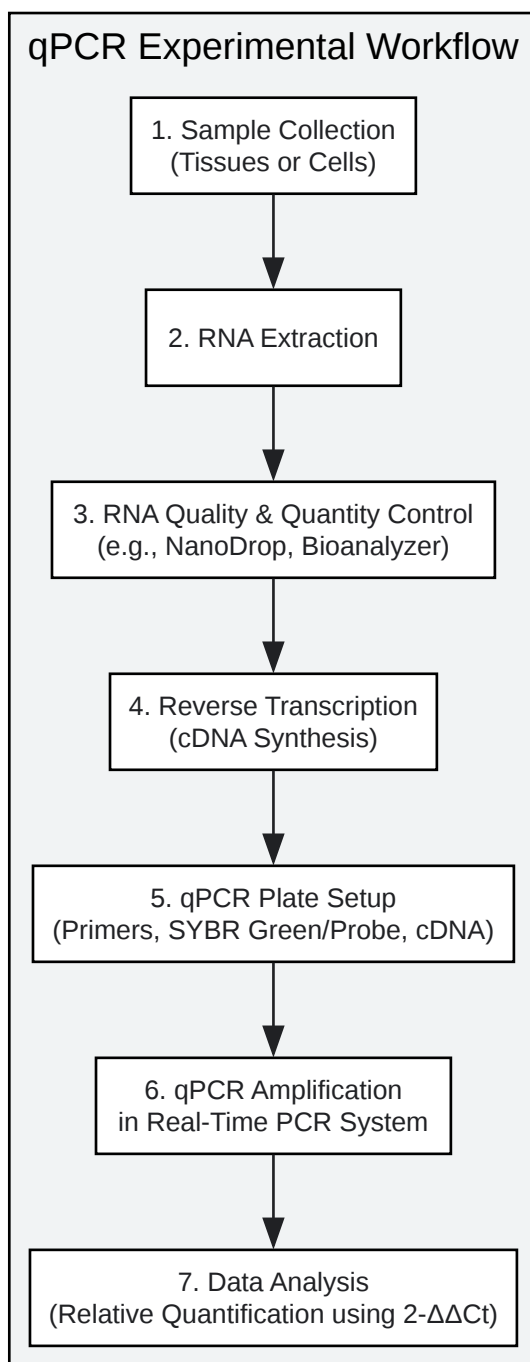 qPCR Experimental Workflow
1. Sample Collection
(Tissues or Cells)
2. RNA Extraction
3. RNA Quality & Quantity Control
(e.g., NanoDrop, Bioanalyzer)
4. Reverse Transcription
(cDNA Synthesis)
5. qPCR Plate Setup
(Primers, SYBR Green/Probe, cDNA)
6. qPCR Amplification
in Real-Time PCR System
7. Data Analysis
(Relative Quantification using 2-ΔΔCt)